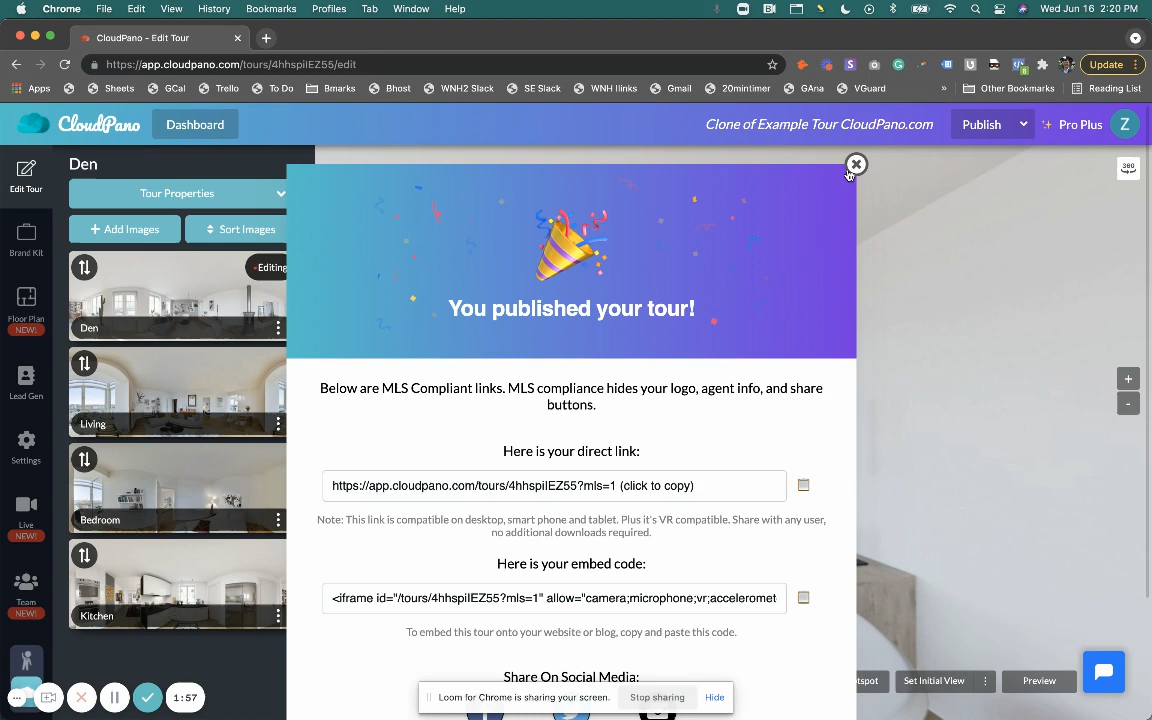 Chrome File Edit View History Bookmarks Profiles Tab Window Help Wed Jun 16 2:20 PM
CloudPano - Edit Tour
https://app.cloudpano.com/tours/4hhspilEZ55/edit
Update
Apps Sheets GCal Trello To Do Bmarks Bhost WNH2 Slack SE Slack WNH llinks Gmail 20mintimer GAna VGuard » Other Bookmarks Reading List
CloudPano Dashboard Clone of Example Tour CloudPano.com Publish Pro Plus Z
Edit Tour
Brand Kit
Floor Plan
NEW!
Lead Gen
Settings
Live
NEW!
Team
NEW!
Den
Tour Properties
+ Add Images Sort Images
Editing
Den
Living
Bedroom
Kitchen
360
+
-
You published your tour!
Below are MLS Compliant links. MLS compliance hides your logo, agent info, and share
buttons.
Here is your direct link:
https://app.cloudpano.com/tours/4hhspilEZ55?mls=1 (click to copy)
Note: This link is compatible on desktop, smart phone and tablet. Plus it's VR compatible. Share with any user,
no additional downloads required.
Here is your embed code:
<iframe id="/tours/4hhspilEZ55?mls=1" allow="camera;microphone;vr;acceleromet
To embed this tour onto your website or blog, copy and paste this code.
Share On Social Media:
tspot Set Initial View Preview
1:57
Loom for Chrome is sharing your screen. Stop sharing Hide